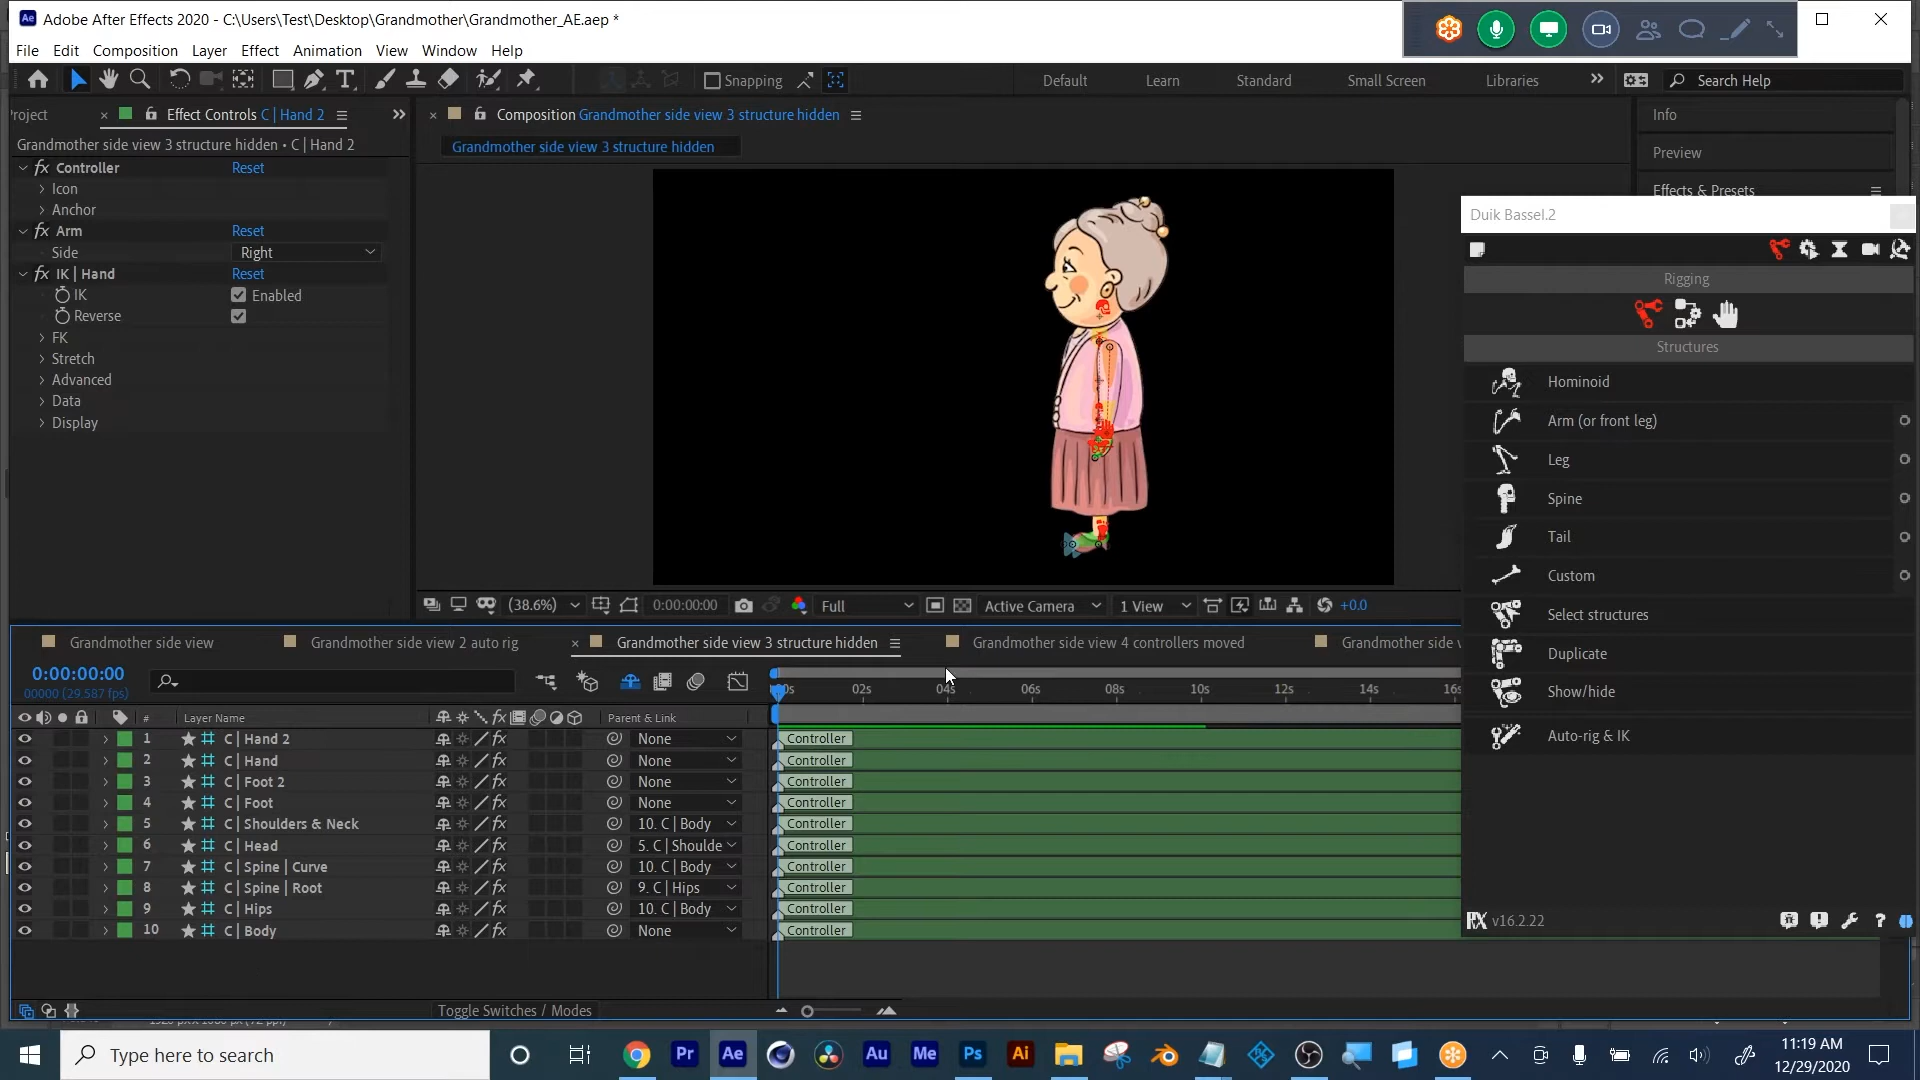 Adobe After Effects 2020 - C:\Users\Test\Desktop\Grandmother\Grandmother_AE.aep *
File Edit Composition Layer Effect Animation View Window Help
Snapping Default Learn Standard Small Screen Libraries Search Help
roject Effect Controls C | Hand 2
Grandmother side view 3 structure hidden • C | Hand 2
Controller Reset
Icon
Anchor
Arm Reset
Side Right
IK | Hand Reset
IK Enabled
Reverse
FK
Stretch
Advanced
Data
Display
Composition Grandmother side view 3 structure hidden
Grandmother side view 3 structure hidden
(38.6%) 0:00:00:00 Full Active Camera 1 View +0.0
Info
Preview
Effects & Presets
Duik Bassel.2
Rigging
Structures
Hominoid
Arm (or front leg)
Leg
Spine
Tail
Custom
Select structures
Duplicate
Show/hide
Auto-rig & IK
v16.2.22
Grandmother side view Grandmother side view 2 auto rig Grandmother side view 3 structure hidden Grandmother side view 4 controllers moved Grandmother side v
0:00:00:00
00000 (29.587 fps)
02s 04s 06s 08s 10s 12s 14s 16s
# Layer Name Parent & Link
1 C | Hand 2 None Controller
2 C | Hand None Controller
3 C | Foot 2 None Controller
4 C | Foot None Controller
5 C | Shoulders & Neck 10. C | Body Controller
6 C | Head 5. C | Shoulde Controller
7 C | Spine | Curve 10. C | Body Controller
8 C | Spine | Root 9. C | Hips Controller
9 C | Hips 10. C | Body Controller
10 C | Body None Controller
Toggle Switches / Modes
Type here to search
Pr Ae Au Me Ps Ai
11:19 AM
12/29/2020